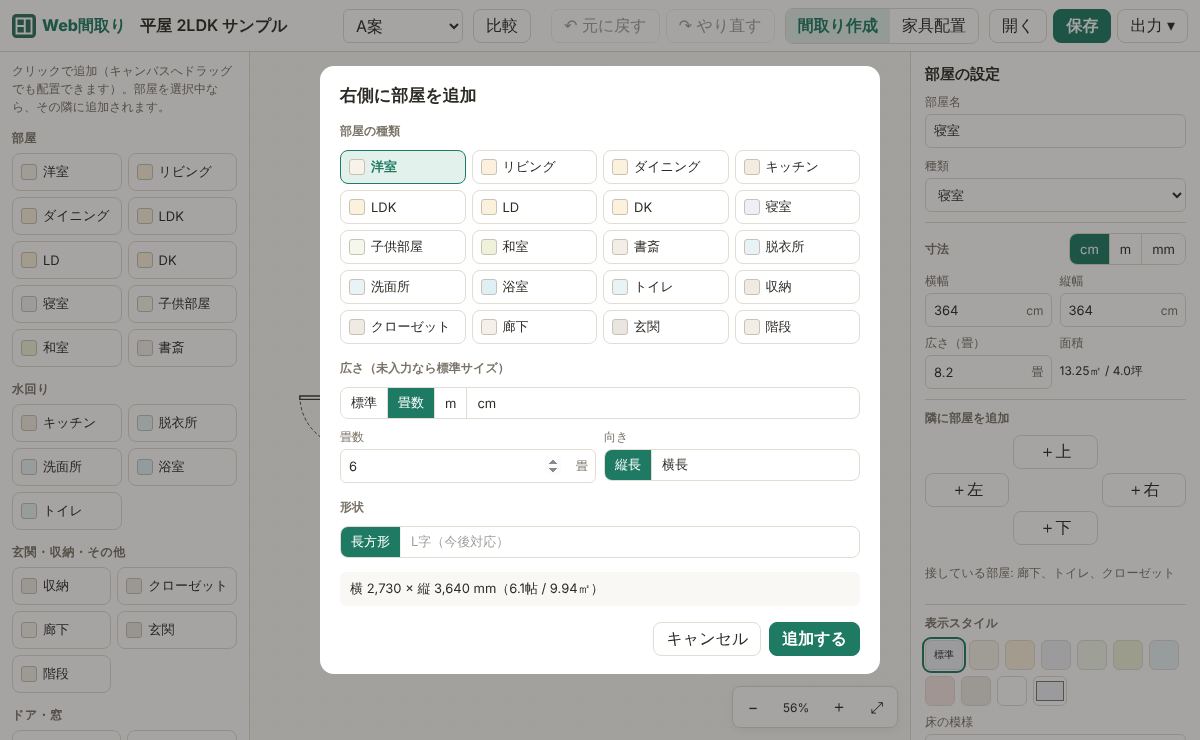 Web間取り 平屋 2LDK サンプル A案 比較 ↶ 元に戻す ↷ やり直す 間取り作成 家具配置 開く 保存 出力 ▾
クリックで追加（キャンバスへドラッグ
でも配置できます）。部屋を選択中な
ら、その隣に追加されます。
部屋
洋室 リビング
ダイニング LDK
LD DK
寝室 子供部屋
和室 書斎
水回り
キッチン 脱衣所
洗面所 浴室
トイレ
玄関・収納・その他
収納 クローゼット
廊下 玄関
階段
ドア・窓
右側に部屋を追加
部屋の種類
洋室 リビング ダイニング キッチン
LDK LD DK 寝室
子供部屋 和室 書斎 脱衣所
洗面所 浴室 トイレ 収納
クローゼット 廊下 玄関 階段
広さ（未入力なら標準サイズ）
標準 畳数 m cm
畳数 向き
6 畳 縦長 横長
形状
長方形 L字（今後対応）
横 2,730 × 縦 3,640 mm（6.1帖 / 9.94㎡）
キャンセル 追加する
− 56% + ⤢
部屋の設定
部屋名
寝室
種類
寝室
寸法 cm m mm
横幅 縦幅
364 cm 364 cm
広さ（畳） 面積
8.2 畳 13.25㎡ / 4.0坪
隣に部屋を追加
＋上
＋左 ＋右
＋下
接している部屋: 廊下、トイレ、クローゼット
表示スタイル
標準
床の模様